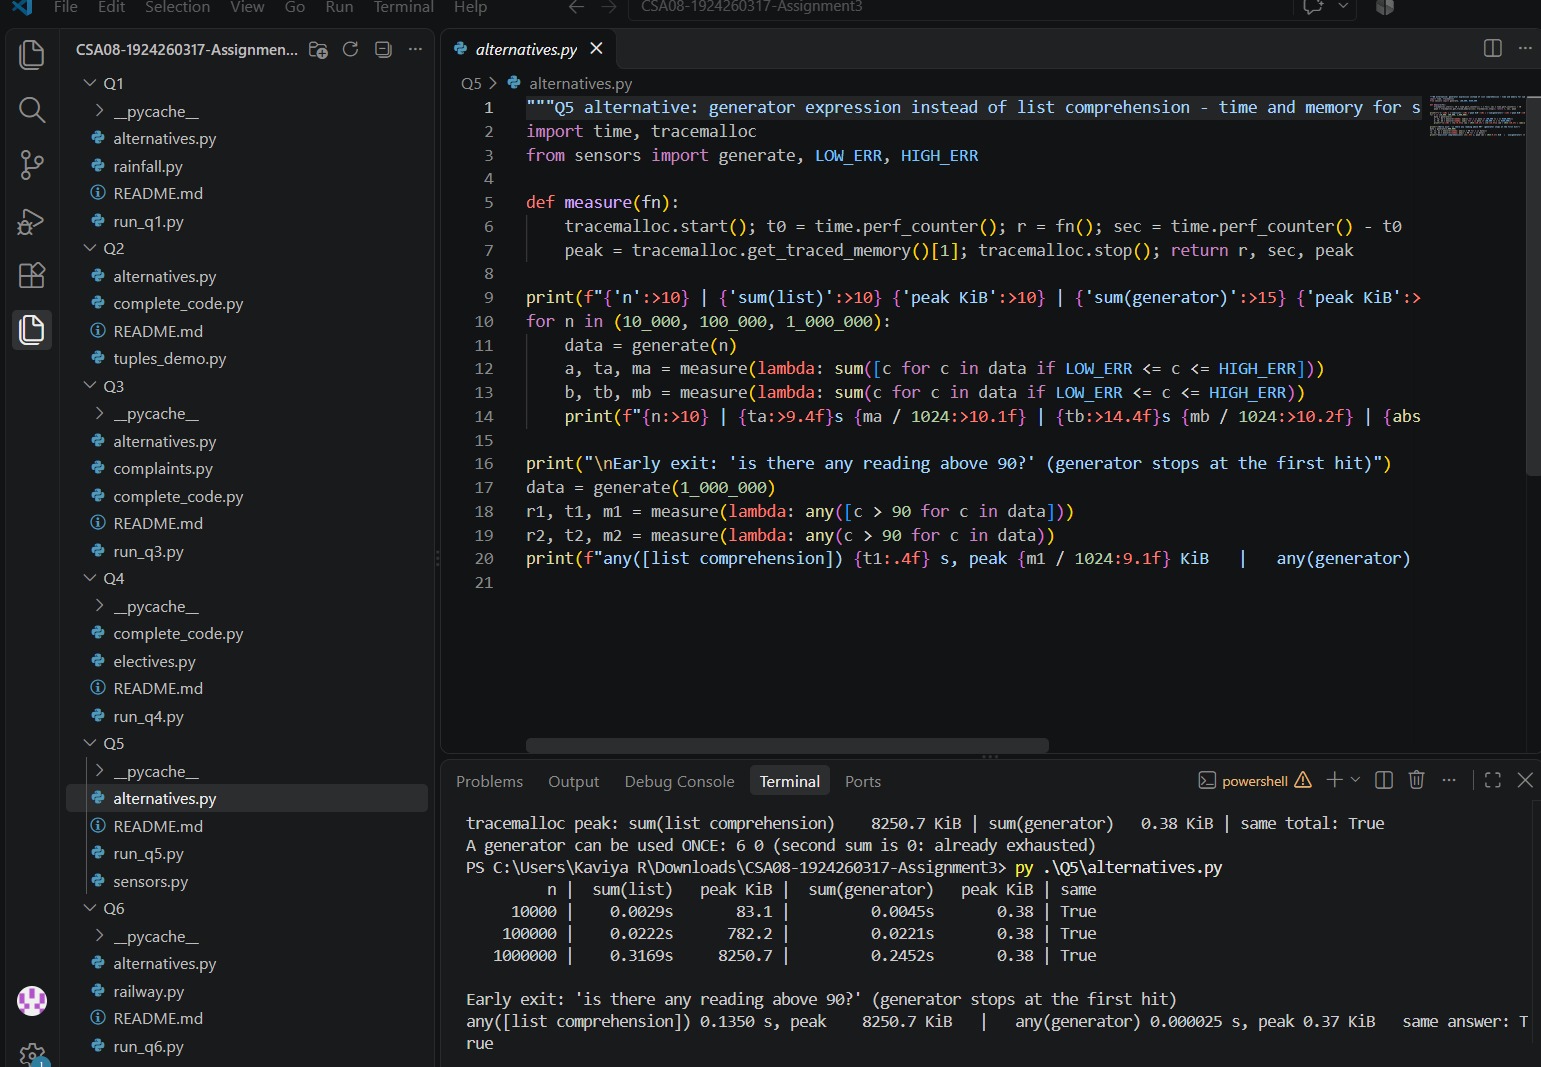 File Edit Selection View Go Run Terminal Help
CSA08-1924260317-Assignment3
CSA08-1924260317-Assignmen...
Q1
__pycache__
alternatives.py
rainfall.py
README.md
run_q1.py
Q2
alternatives.py
complete_code.py
README.md
tuples_demo.py
Q3
__pycache__
alternatives.py
complaints.py
complete_code.py
README.md
run_q3.py
Q4
__pycache__
complete_code.py
electives.py
README.md
run_q4.py
Q5
__pycache__
alternatives.py
README.md
run_q5.py
sensors.py
Q6
__pycache__
alternatives.py
railway.py
README.md
run_q6.py
1
alternatives.py
Q5 > alternatives.py
1 """Q5 alternative: generator expression instead of list comprehension - time and memory for s
2 import time, tracemalloc
3 from sensors import generate, LOW_ERR, HIGH_ERR
4
5 def measure(fn):
6 tracemalloc.start(); t0 = time.perf_counter(); r = fn(); sec = time.perf_counter() - t0
7 peak = tracemalloc.get_traced_memory()[1]; tracemalloc.stop(); return r, sec, peak
8
9 print(f"{'n':>10} | {'sum(list)':>10} {'peak KiB':>10} | {'sum(generator)':>15} {'peak KiB':>
10 for n in (10_000, 100_000, 1_000_000):
11 data = generate(n)
12 a, ta, ma = measure(lambda: sum([c for c in data if LOW_ERR <= c <= HIGH_ERR]))
13 b, tb, mb = measure(lambda: sum(c for c in data if LOW_ERR <= c <= HIGH_ERR))
14 print(f"{n:>10} | {ta:>9.4f}s {ma / 1024:>10.1f} | {tb:>14.4f}s {mb / 1024:>10.2f} | {abs
15
16 print("\nEarly exit: 'is there any reading above 90?' (generator stops at the first hit)")
17 data = generate(1_000_000)
18 r1, t1, m1 = measure(lambda: any([c > 90 for c in data]))
19 r2, t2, m2 = measure(lambda: any(c > 90 for c in data))
20 print(f"any([list comprehension]) {t1:.4f} s, peak {m1 / 1024:9.1f} KiB | any(generator)
21
Problems Output Debug Console Terminal Ports powershell
tracemalloc peak: sum(list comprehension) 8250.7 KiB | sum(generator) 0.38 KiB | same total: True
A generator can be used ONCE: 6 0 (second sum is 0: already exhausted)
PS C:\Users\Kaviya R\Downloads\CSA08-1924260317-Assignment3> py .\Q5\alternatives.py
n | sum(list) peak KiB | sum(generator) peak KiB | same
10000 | 0.0029s 83.1 | 0.0045s 0.38 | True
100000 | 0.0222s 782.2 | 0.0221s 0.38 | True
1000000 | 0.3169s 8250.7 | 0.2452s 0.38 | True
Early exit: 'is there any reading above 90?' (generator stops at the first hit)
any([list comprehension]) 0.1350 s, peak 8250.7 KiB | any(generator) 0.000025 s, peak 0.37 KiB same answer: T
rue